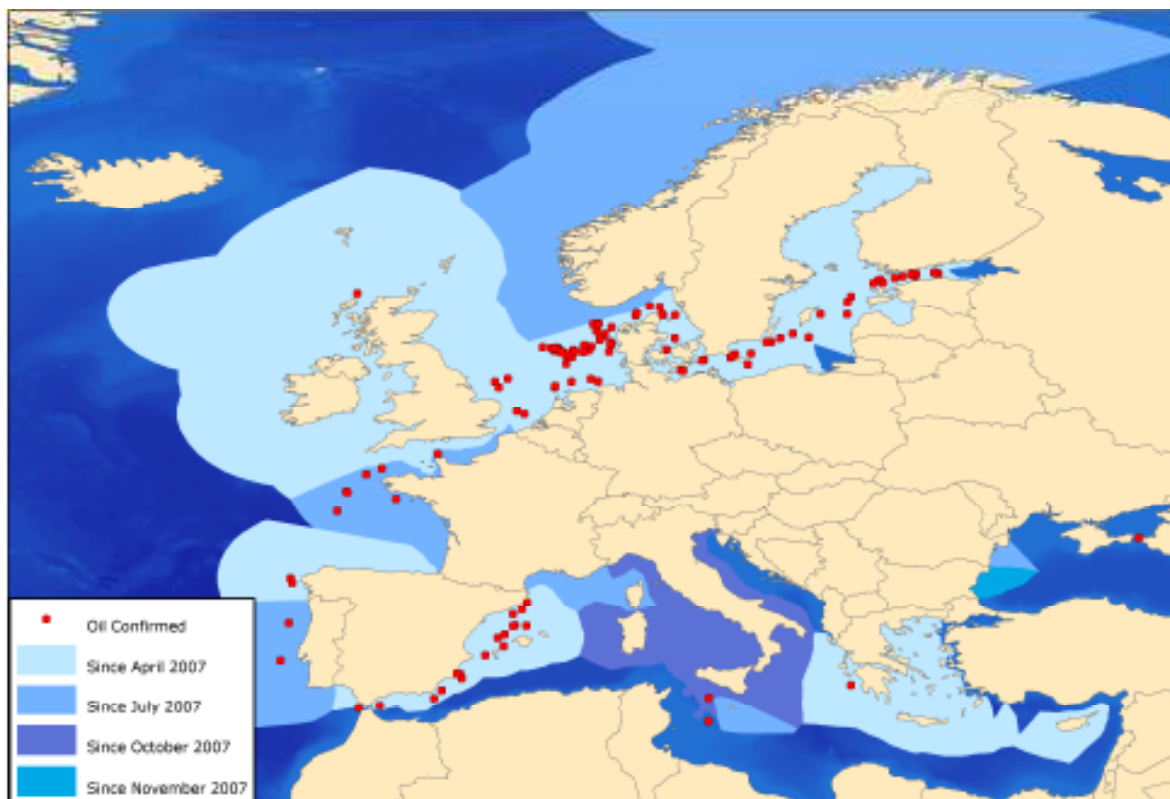 Oil Confirmed
Since April 2007
Since July 2007
Since October 2007
Since November 2007